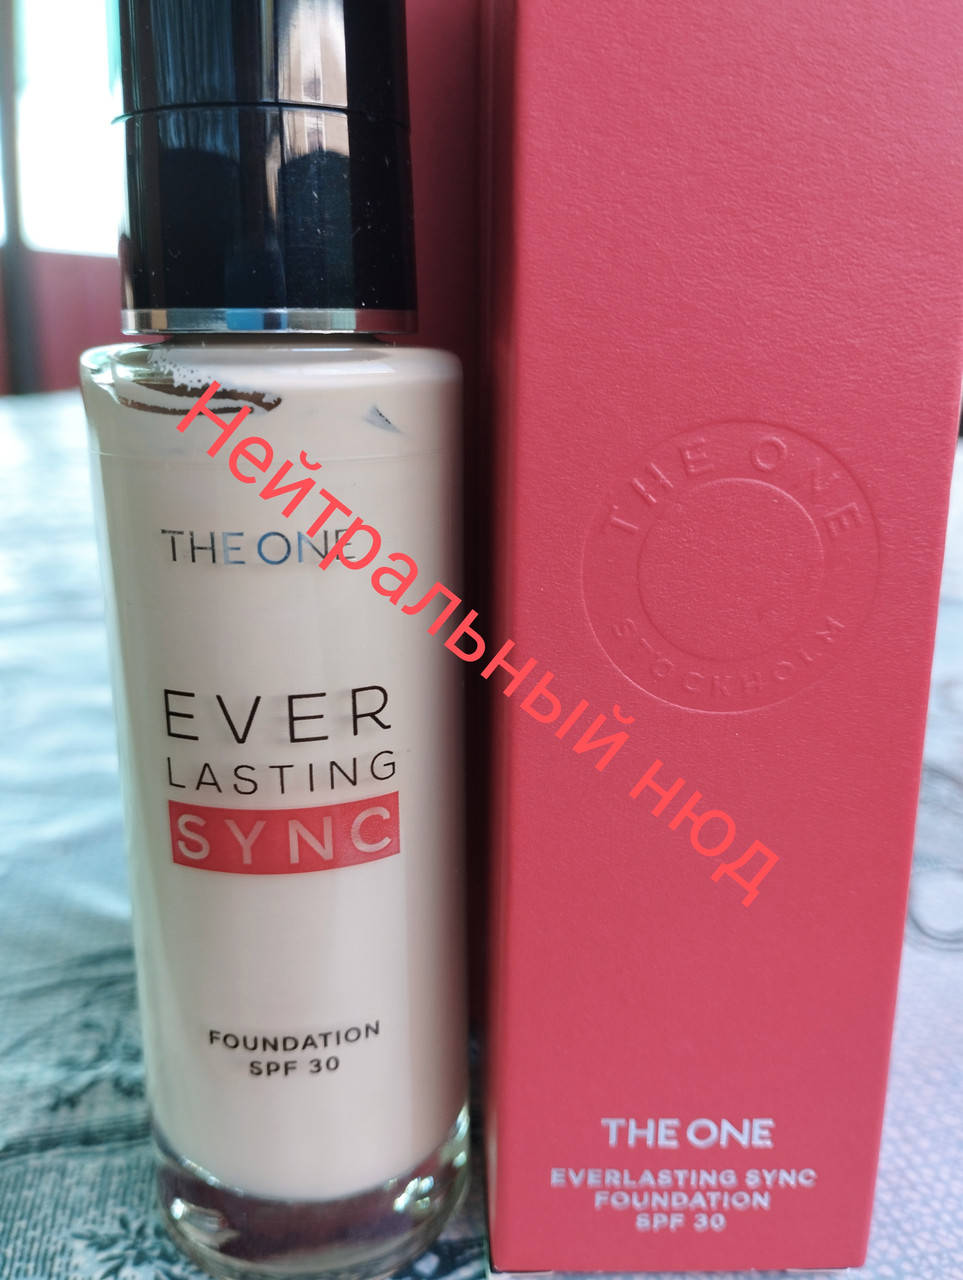 THE ONE
EVER
LASTING
SYNC
FOUNDATION
SPF 30
Нейтральный нюд
THE ONE
STOCKHOLM
THE ONE
EVERLASTING SYNC
FOUNDATION
SPF 30